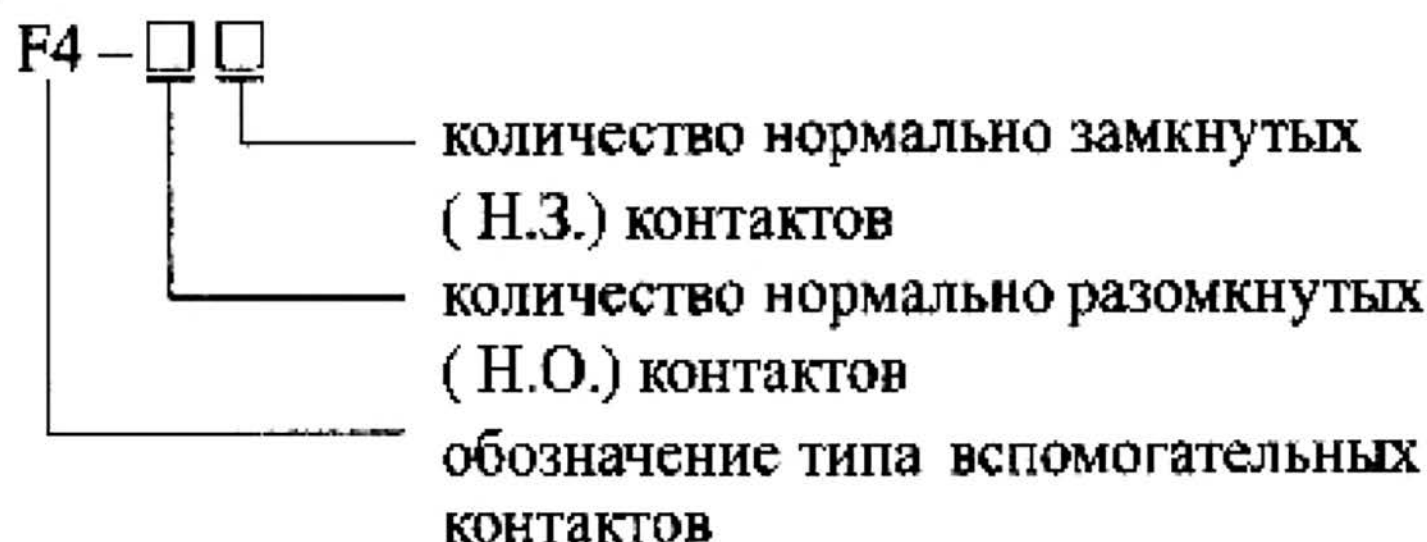 F4 – □ □
количество нормально замкнутых
( Н.З.) контактов
количество нормально разомкнутых
( Н.О.) контактов
обозначение типа вспомогательных
контактов